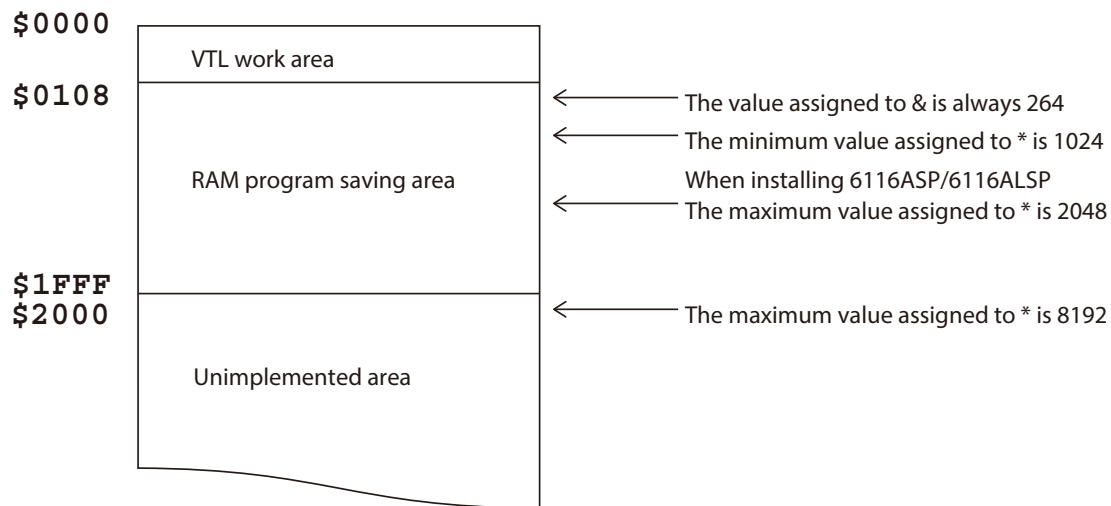 $0000
VTL work area
$0108
The value assigned to & is always 264
The minimum value assigned to * is 1024
RAM program saving area
When installing 6116ASP/6116ALSP
The maximum value assigned to * is 2048
$1FFF
$2000
The maximum value assigned to * is 8192
Unimplemented area